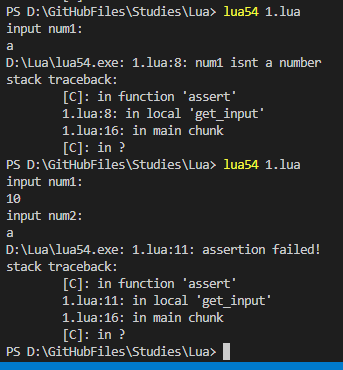 PS D:\GitHubFiles\Studies\Lua> lua54 1.lua
input num1:
a
D:\Lua\lua54.exe: 1.lua:8: num1 isnt a number
stack traceback:
        [C]: in function 'assert'
        1.lua:8: in local 'get_input'
        1.lua:16: in main chunk
        [C]: in ?
PS D:\GitHubFiles\Studies\Lua> lua54 1.lua
input num1:
10
input num2:
a
D:\Lua\lua54.exe: 1.lua:11: assertion failed!
stack traceback:
        [C]: in function 'assert'
        1.lua:11: in local 'get_input'
        1.lua:16: in main chunk
        [C]: in ?
PS D:\GitHubFiles\Studies\Lua>